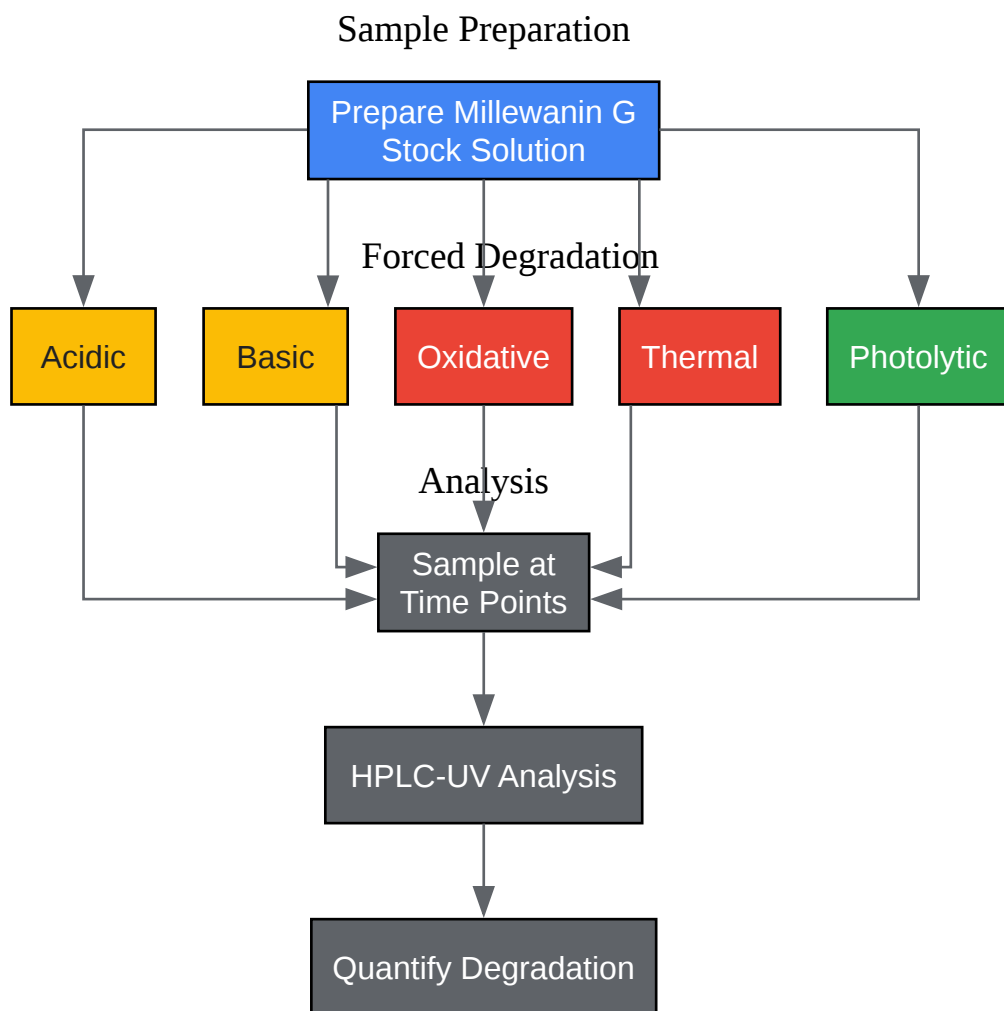 Sample Preparation
Prepare Millewanin G
Stock Solution
Forced Degradation
Acidic
Basic
Oxidative
Thermal
Photolytic
Analysis
Sample at
Time Points
HPLC-UV Analysis
Quantify Degradation